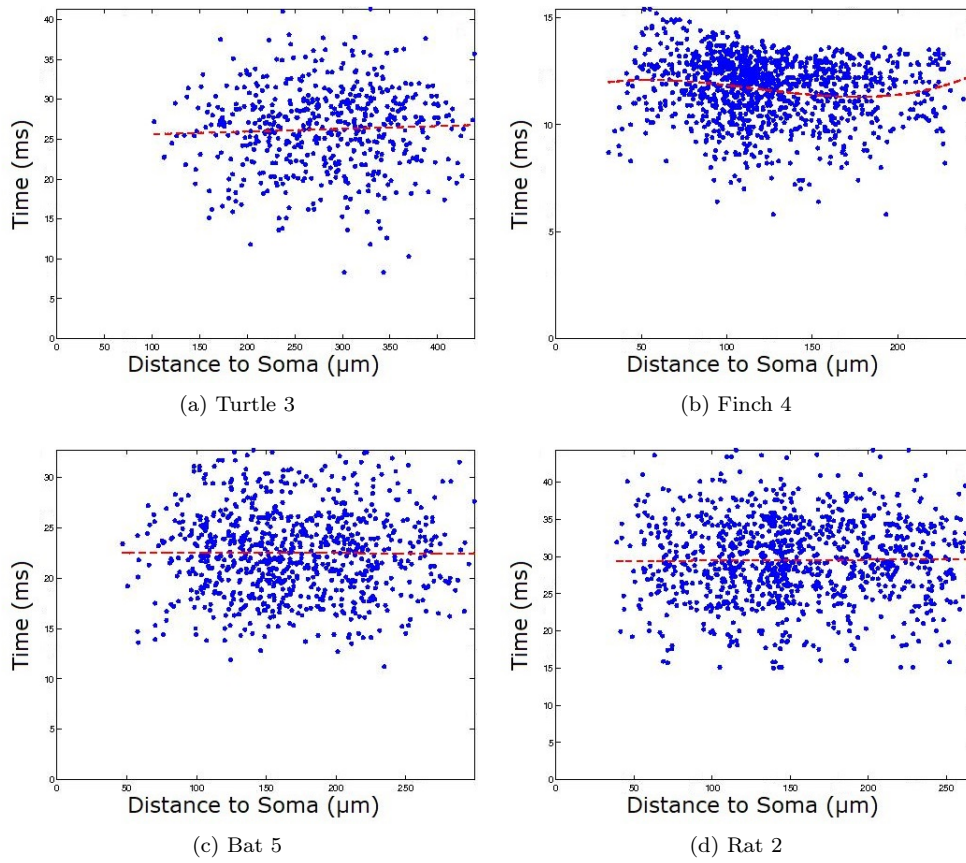 40
35
30
25
20
15
10
5
0
Time (ms)
0 50 100 150 200 250 300 350 400
Distance to Soma (µm)
(a) Turtle 3
15
10
5
0
Time (ms)
0 50 100 150 200
Distance to Soma (µm)
(b) Finch 4
30
25
20
15
10
5
0
Time (ms)
0 50 100 150 200 250
Distance to Soma (µm)
(c) Bat 5
40
35
30
25
20
15
10
5
0
Time (ms)
0 50 100 150 200 250
Distance to Soma (µm)
(d) Rat 2